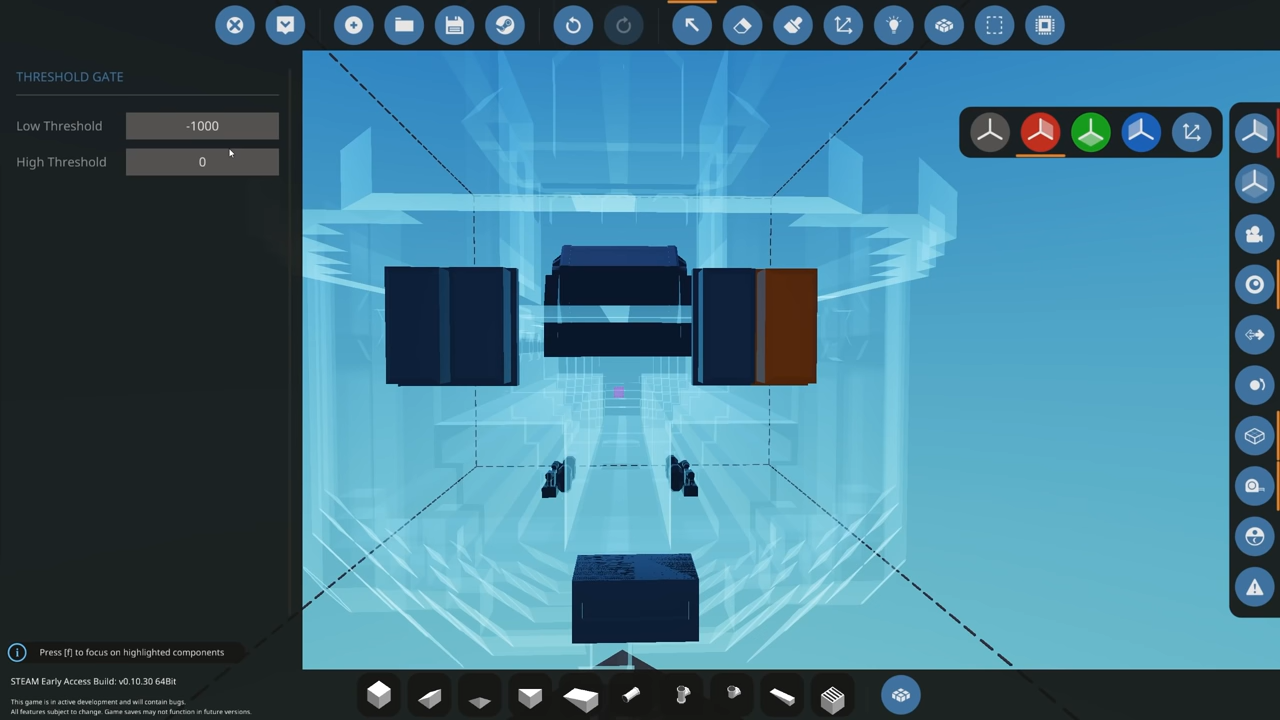 THRESHOLD GATE
Low Threshold -1000
High Threshold 0
Press [f] to focus on highlighted components
STEAM Early Access Build: v0.10.30 64Bit
This game is in active development and will contain bugs.
All features subject to change. Game saves may not function in future versions.